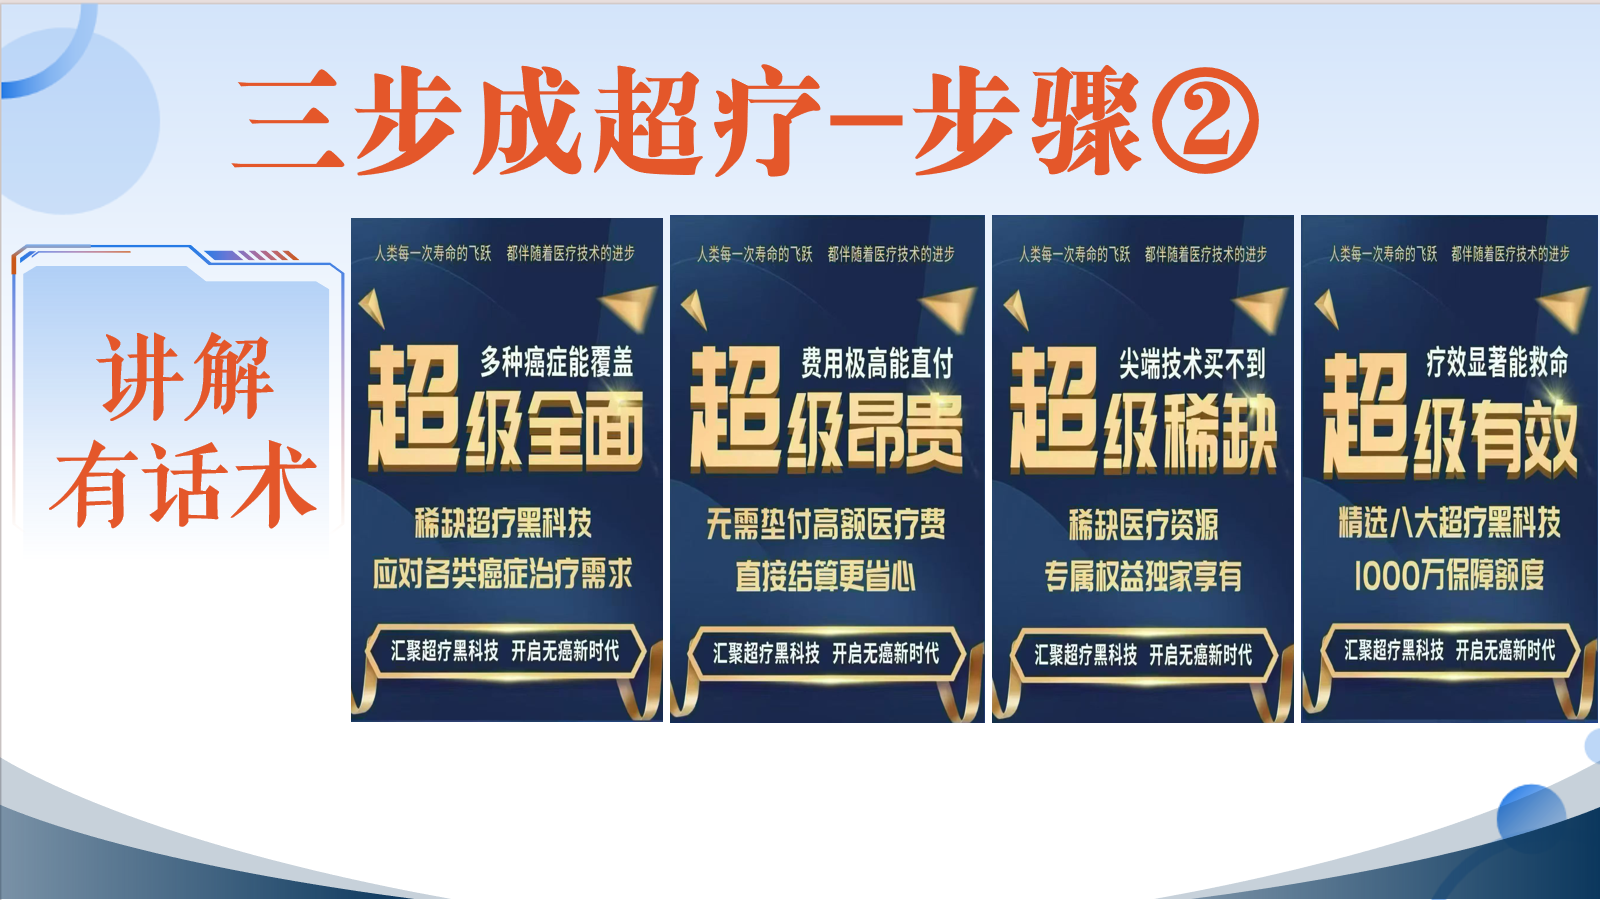 三步成超疗—步骤②
讲解
有话术
人类每一次寿命的飞跃 都伴随着医疗技术的进步
多种癌症能覆盖
超级全面
稀缺超疗黑科技
应对各类癌症治疗需求
汇聚超疗黑科技 开启无癌新时代
人类每一次寿命的飞跃 都伴随着医疗技术的进步
费用极高能直付
超级昂贵
无需垫付高额医疗费
直接结算更省心
汇聚超疗黑科技 开启无癌新时代
人类每一次寿命的飞跃 都伴随着医疗技术的进步
尖端技术买不到
超级稀缺
稀缺医疗资源
专属权益独家享有
汇聚超疗黑科技 开启无癌新时代
人类每一次寿命的飞跃 都伴随着医疗技术的进步
疗效显著能救命
超级有效
精选八大超疗黑科技
1000万保障额度
汇聚超疗黑科技 开启无癌新时代